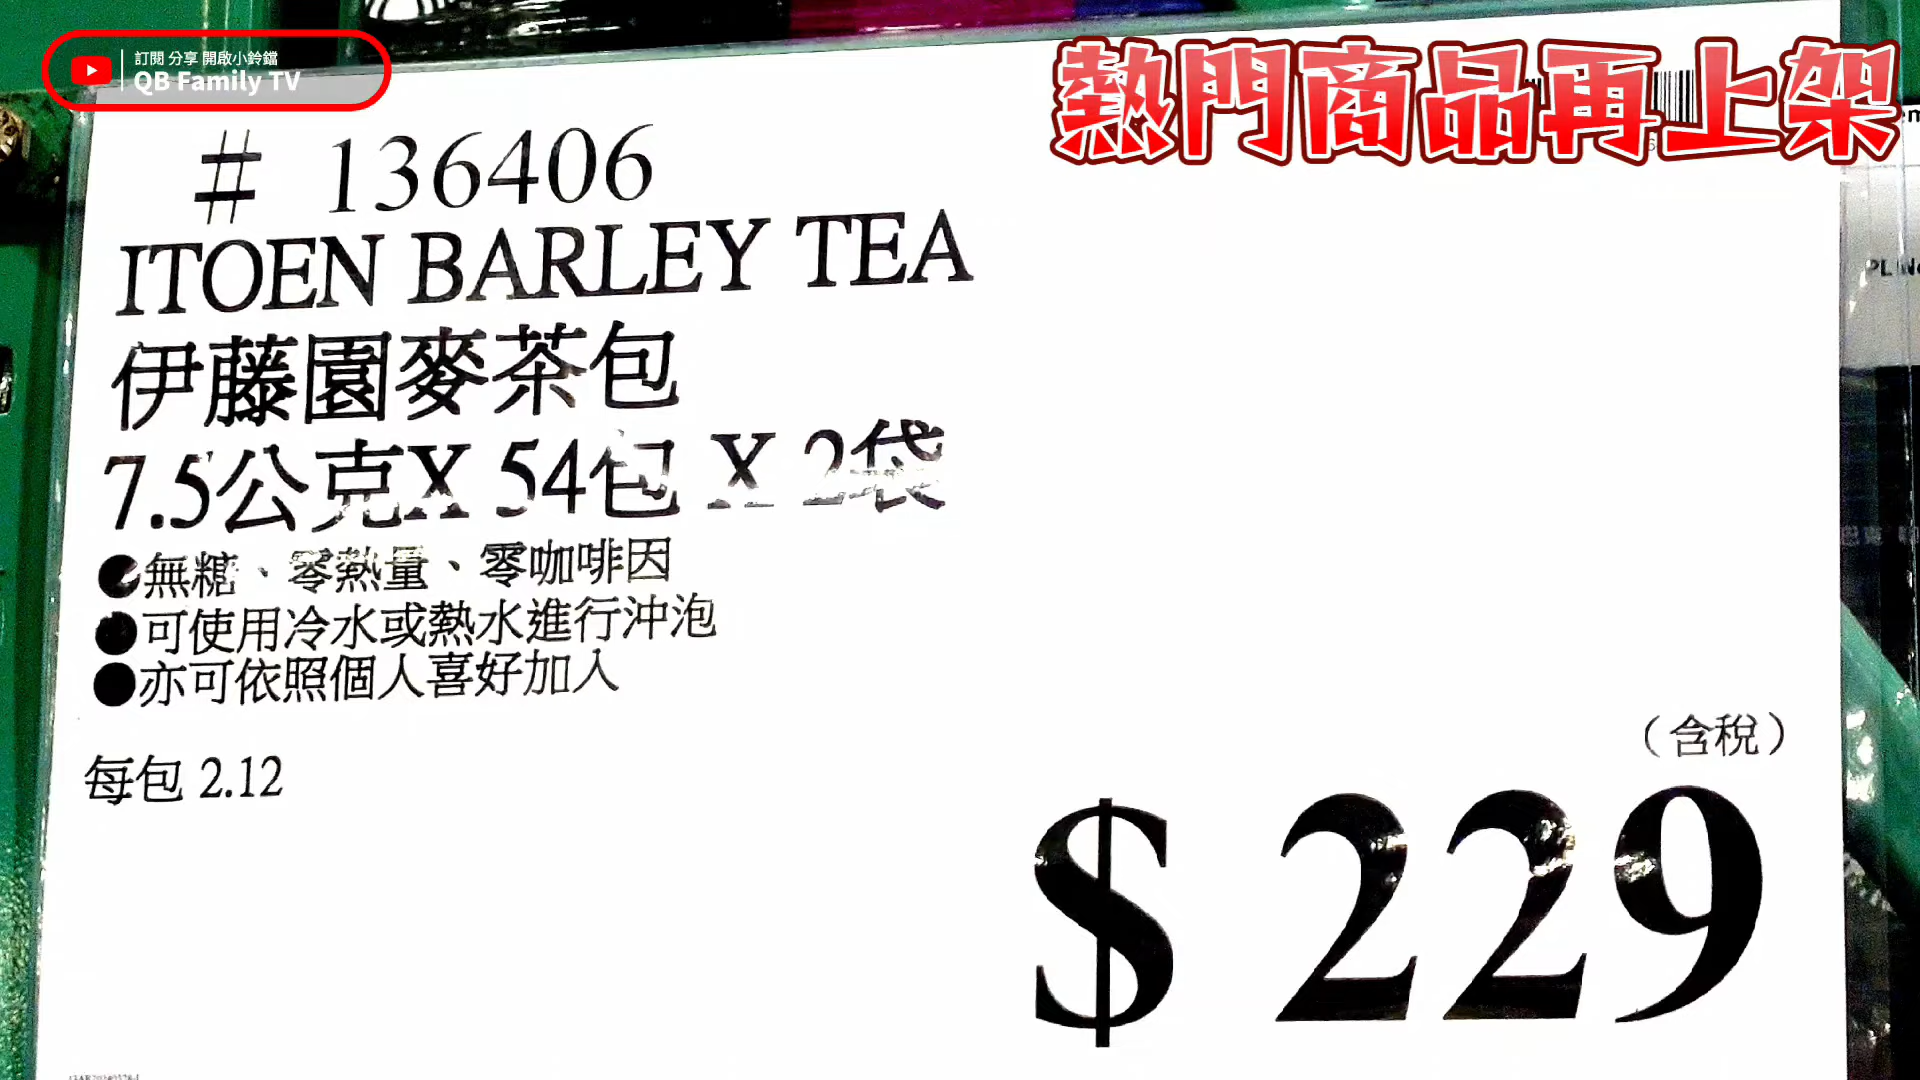 訂閱 分享 開啟小鈴鐺
QB Family TV
熱門商品再上架
# 136406
ITOEN BARLEY TEA
伊藤園麥茶包
7.5公克X 54包 X 2袋
●無糖、零熱量、零咖啡因
●可使用冷水或熱水進行沖泡
●亦可依照個人喜好加入
每包 2.12
（含稅）
$ 229